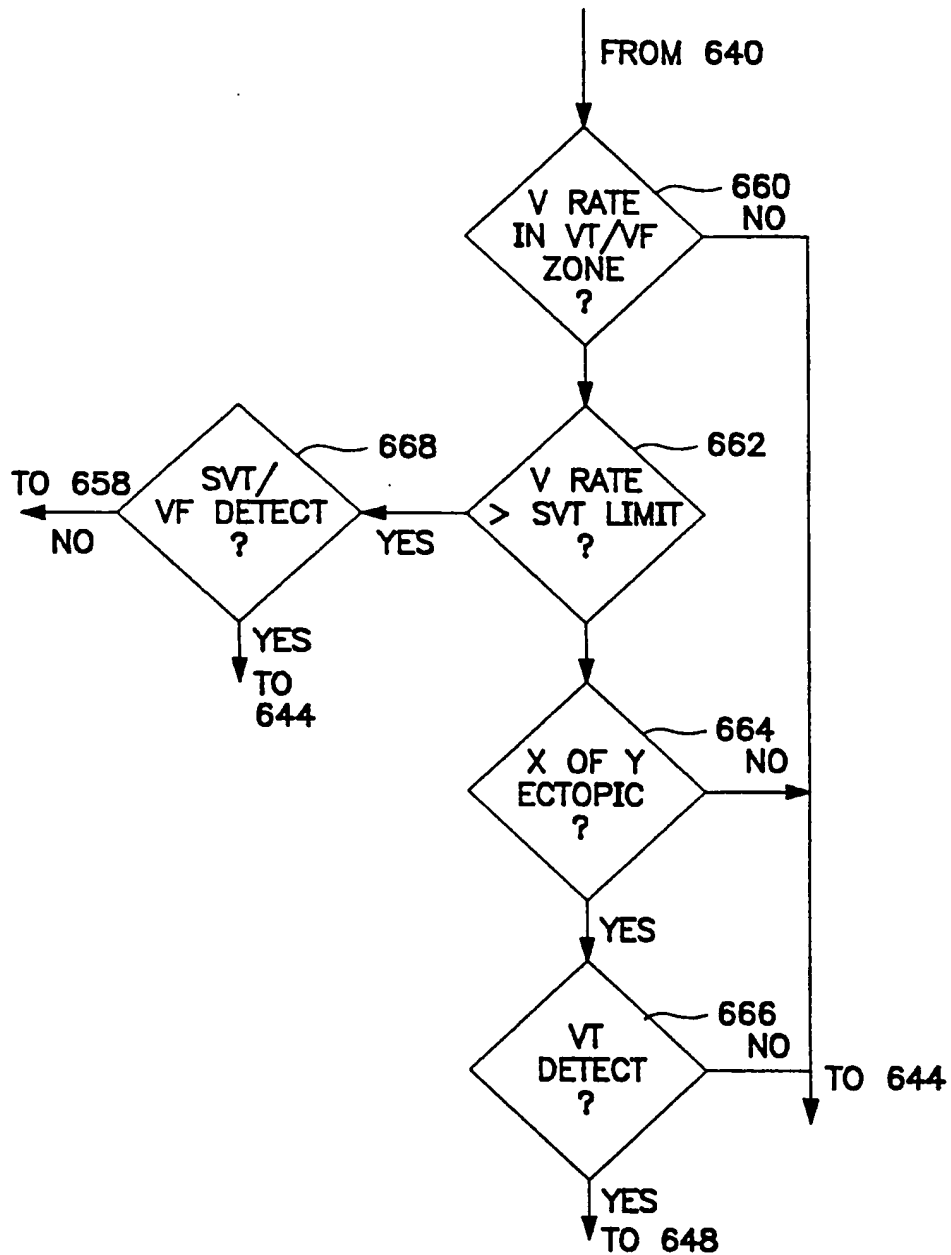 FROM 640
660
V RATE
IN VT/VF
ZONE
?
NO
662
V RATE
> SVT LIMIT
?
YES
668
SVT/
VF DETECT
?
TO 658
NO
YES
TO
644
664
X OF Y
ECTOPIC
?
NO
YES
666
VT
DETECT
?
NO
TO 644
YES
TO 648